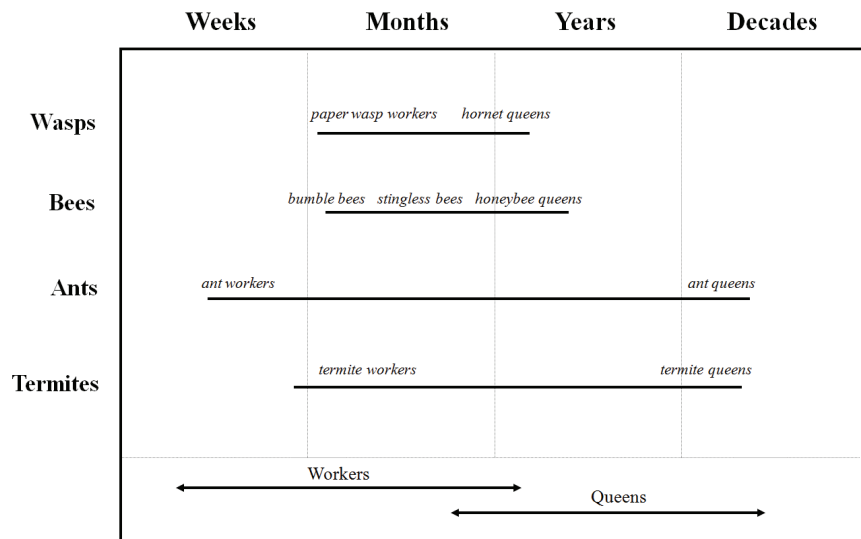 Weeks Months Years Decades
Wasps paper wasp workers hornet queens
Bees bumble bees stingless bees honeybee queens
Ants ant workers ant queens
Termites termite workers termite queens
Workers
Queens